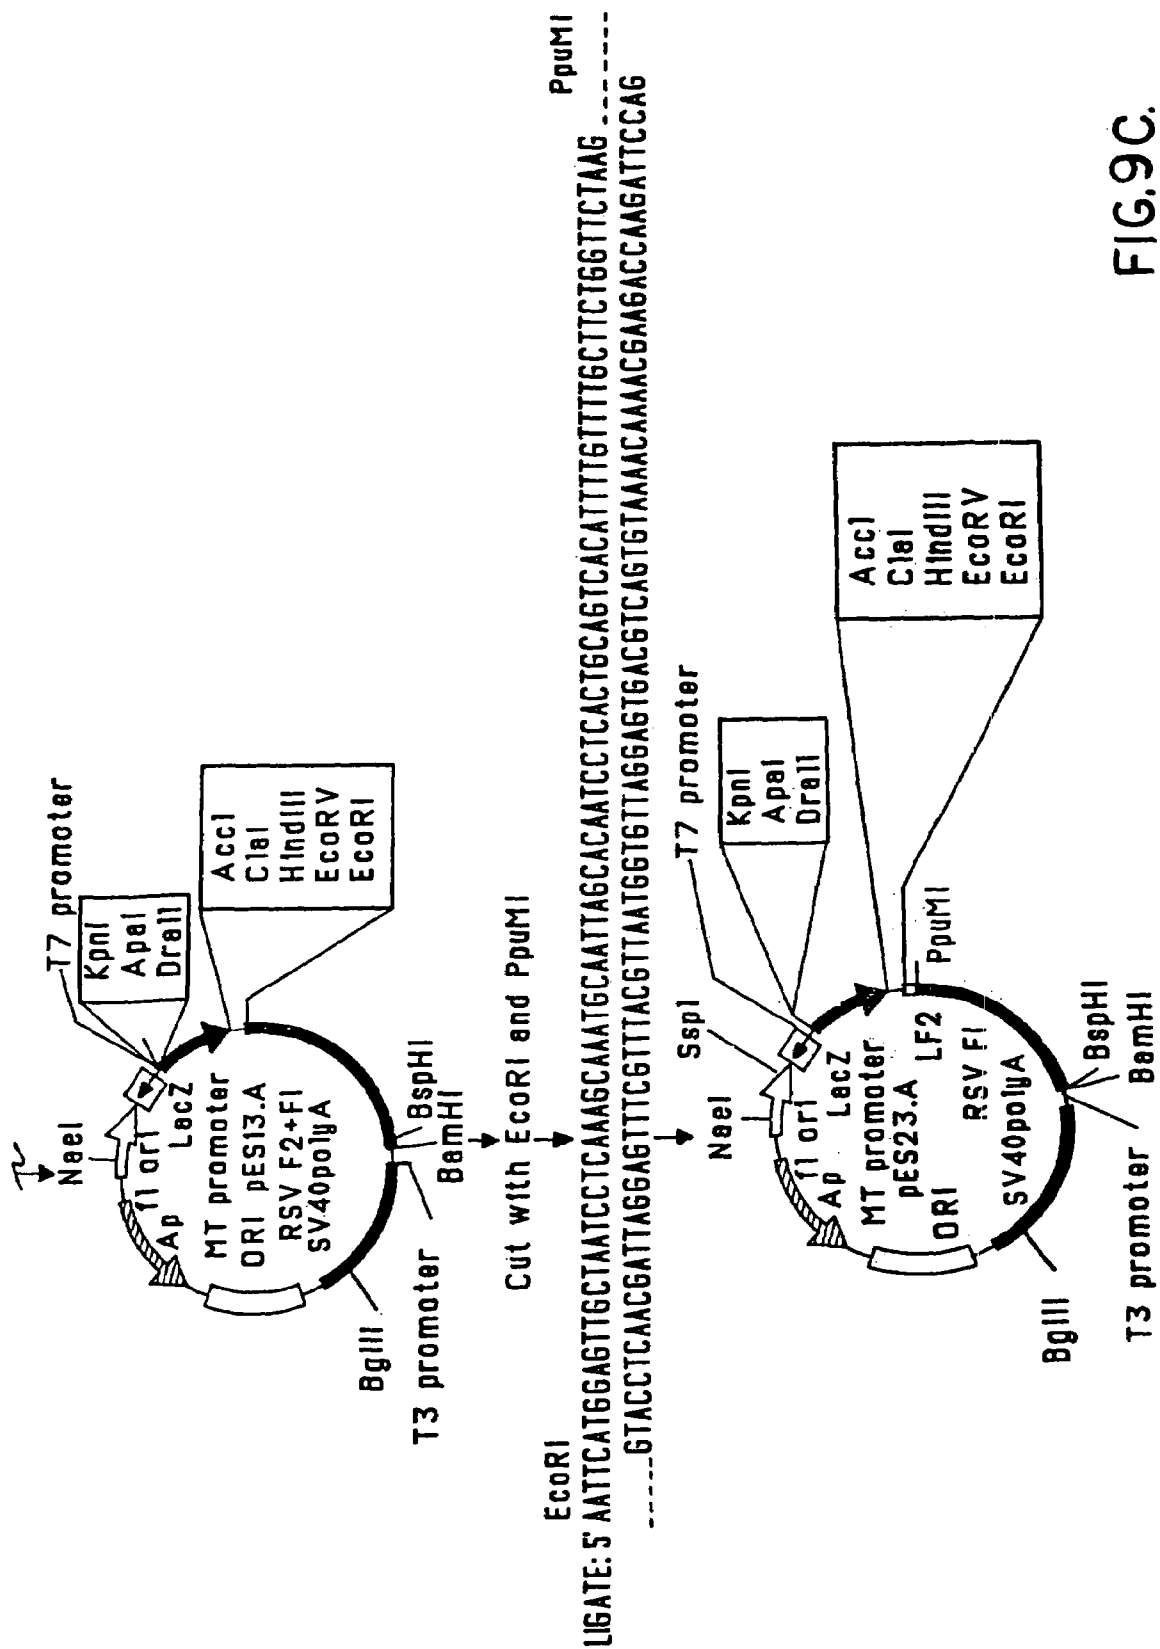 NaeI
T7 promoter
KpnI
ApaI
DraII
f1 ori
Ap
LacZ
MT promoter
ORI pES13.A
RSV F2+F1
SV40polyA
AccI
ClaI
HindIII
EcoRV
EcoRI
BspHI
BamHI
BglII
T3 promoter
Cut with EcoRI and PpuMI
EcoRI PpuMI
LIGATE: 5' AATTCATGGAGTTGCTAATCCTCAAGCAAATGCAATTAGCACAATCCTCACTGCAGTCACATTTTGTTTTGCTTCTGGTTCTAAG ------
-----GTACCTCAACGATTAGGAGTTTCGTTTACGTTAATGGTGTTAGGAGTGACGTCAGTGTAAAACAAAACGAAGACCAAGATTCCAG
NaeI
SspI
T7 promoter
KpnI
ApaI
DraII
f1 ori
Ap
LacZ
MT promoter
pES23.A
LF2
ORI
RSV F1
SV40polyA
PpuMI
AccI
ClaI
HindIII
EcoRV
EcoRI
BspHI
BamHI
BglII
T3 promoter
FIG.9C.